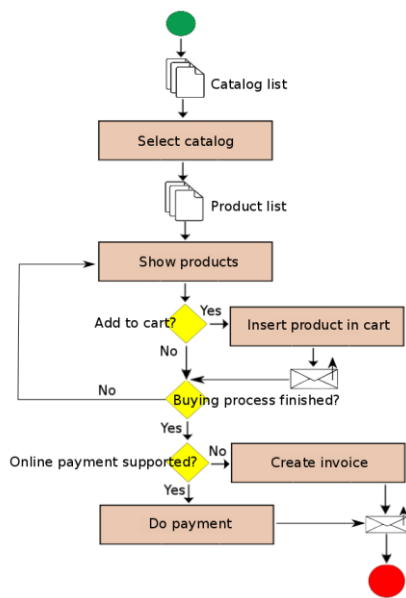 Catalog list
Select catalog
Product list
Show products
Add to cart?
Yes
Insert product in cart
No
No
Buying process finished?
Yes
Online payment supported?
No
Create invoice
Yes
Do payment